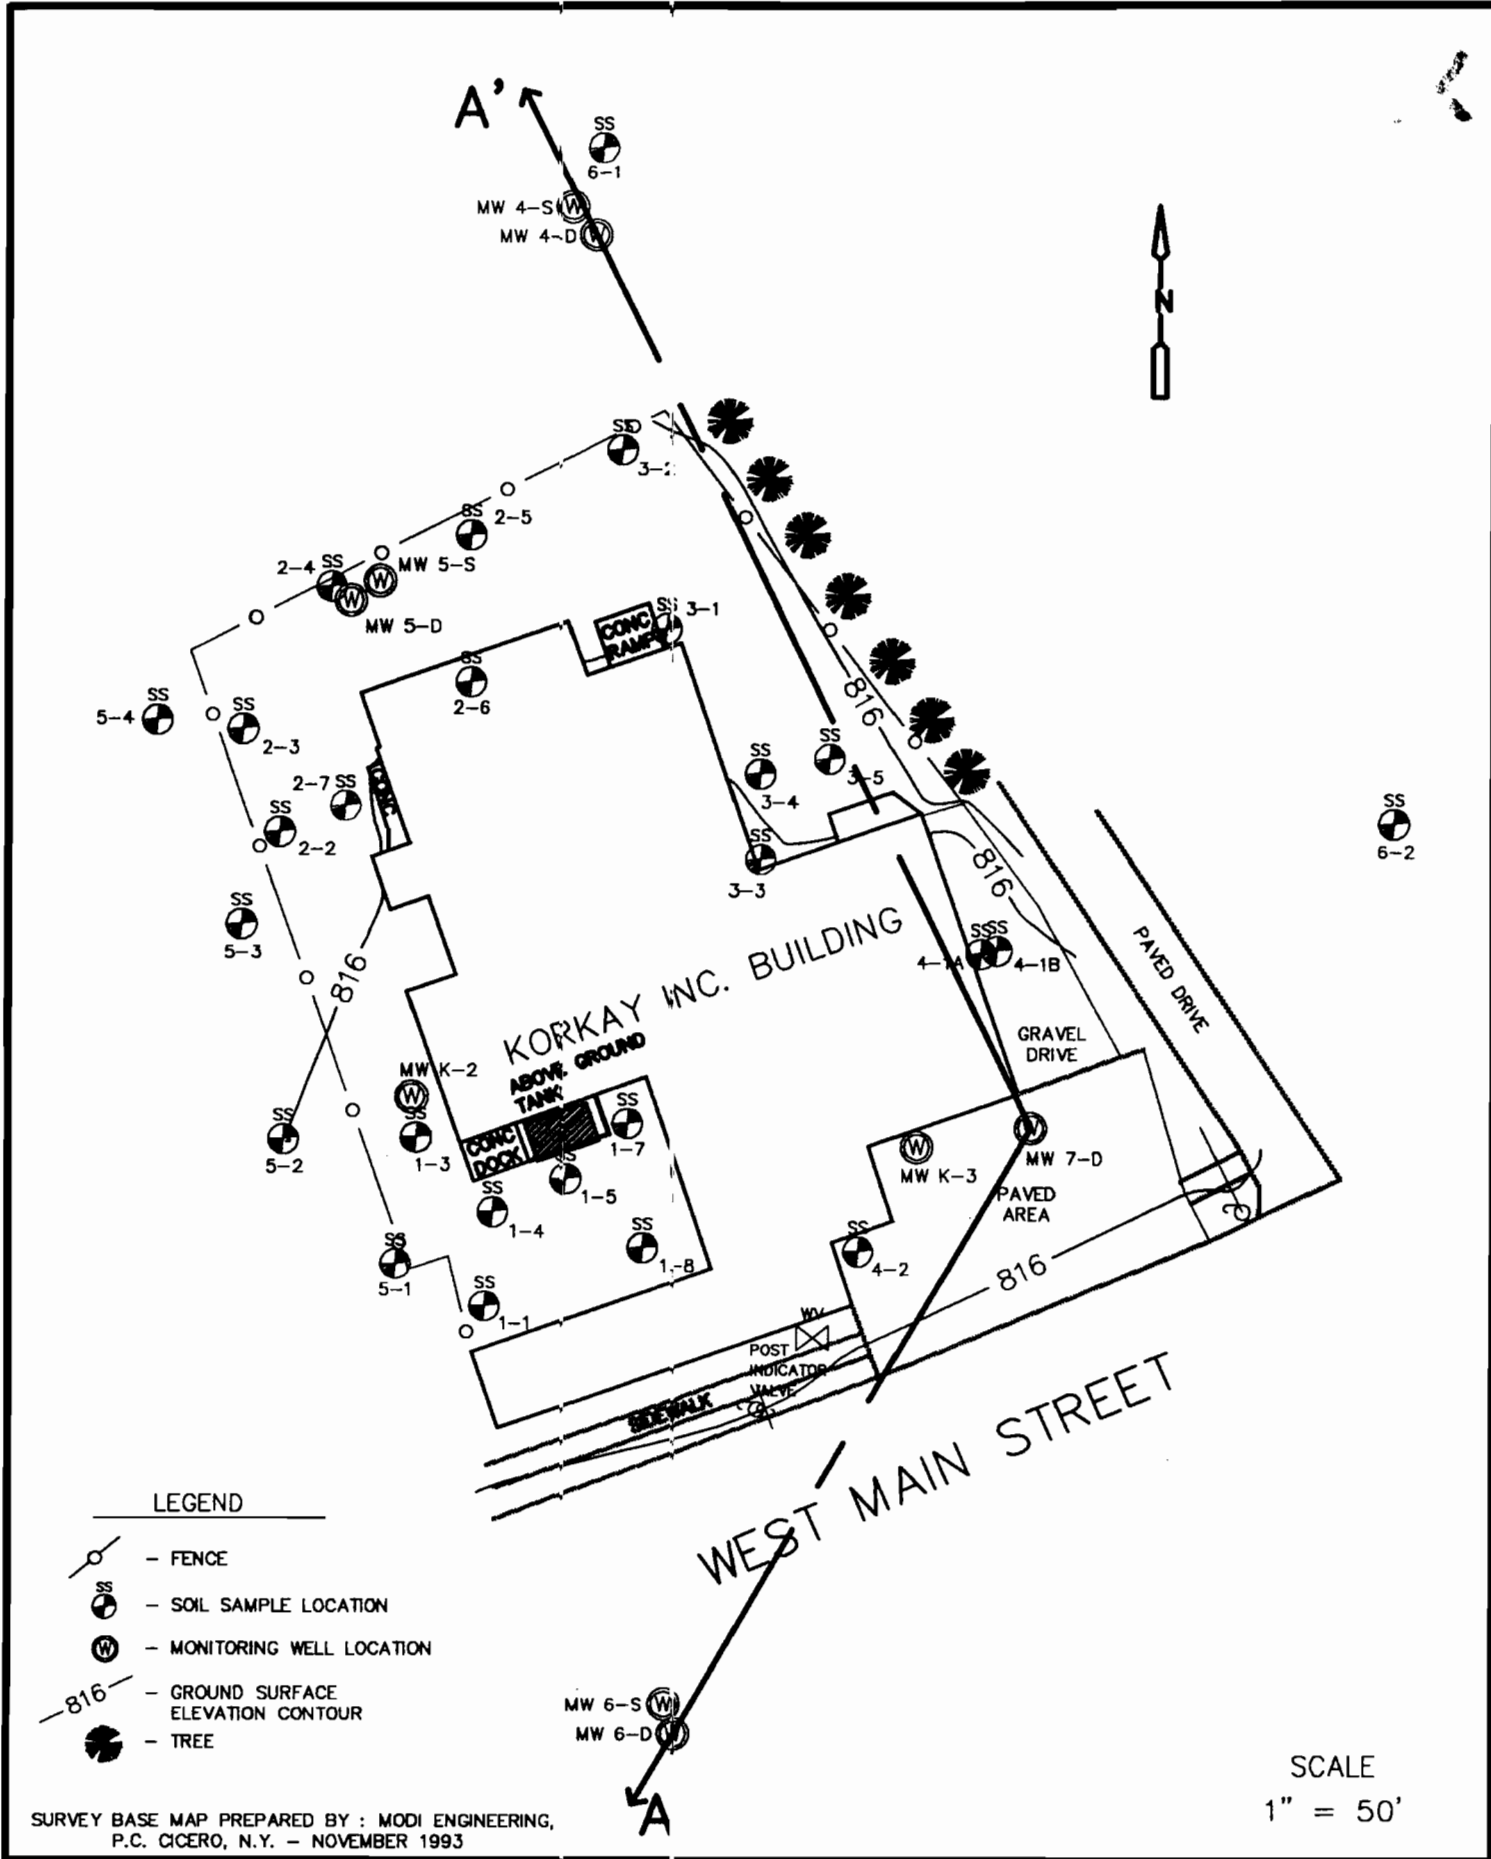 A'
SS
6-1
MW 4-S W
MW 4-D W
N
SS
3-2
SS
2-5
2-4 SS
MW 5-S
W
W
MW 5-D
SS 3-1
CONC
RAMP
SS
2-6
SS
5-4
SS
2-3
816
2-7 SS
CONC
SS
2-2
SS
3-4
SS
3-5
SS
6-2
SS
3-3
816
SS
5-3
816
SS SS
4-1A 4-1B
PAVED DRIVE
KORKAY INC. BUILDING
GRAVEL
DRIVE
ABOVE GROUND
TANK
MW K-2
W
SS
5-2
SS
1-3
CONC
DOCK
SS
1-7
SS
1-5
W
MW K-3
W
MW 7-D
PAVED
AREA
SS
1-4
SS
1-8
SS
4-2
816
SS
5-1
SS
1-1
WV
POST
INDICATOR
VALVE
SIDEWALK
WEST MAIN STREET
LEGEND
- FENCE
SS
- SOIL SAMPLE LOCATION
W - MONITORING WELL LOCATION
816 - GROUND SURFACE
ELEVATION CONTOUR
- TREE
MW 6-S W
MW 6-D W
A
SCALE
1" = 50'
SURVEY BASE MAP PREPARED BY : MODI ENGINEERING,
P.C. CICERO, N.Y. - NOVEMBER 1993